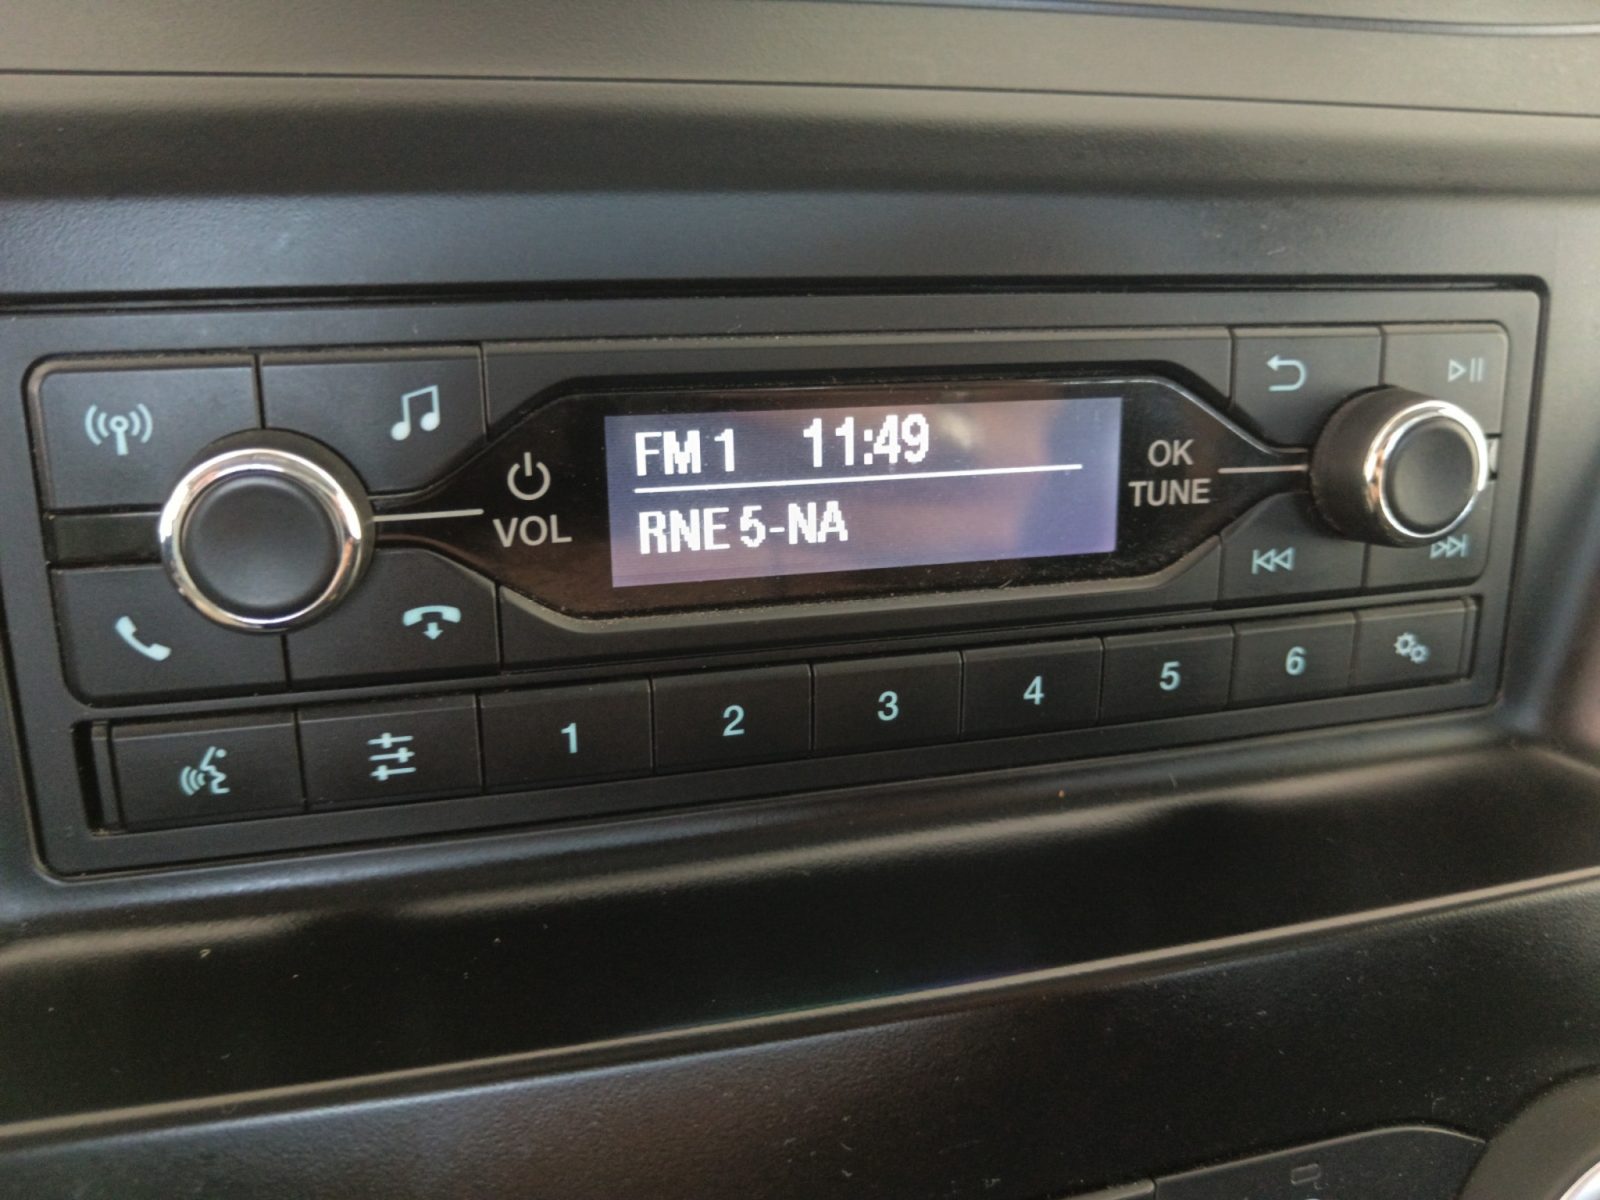 FM 1 11:49
RNE 5-NA
VOL
OK
TUNE
1 2 3 4 5 6